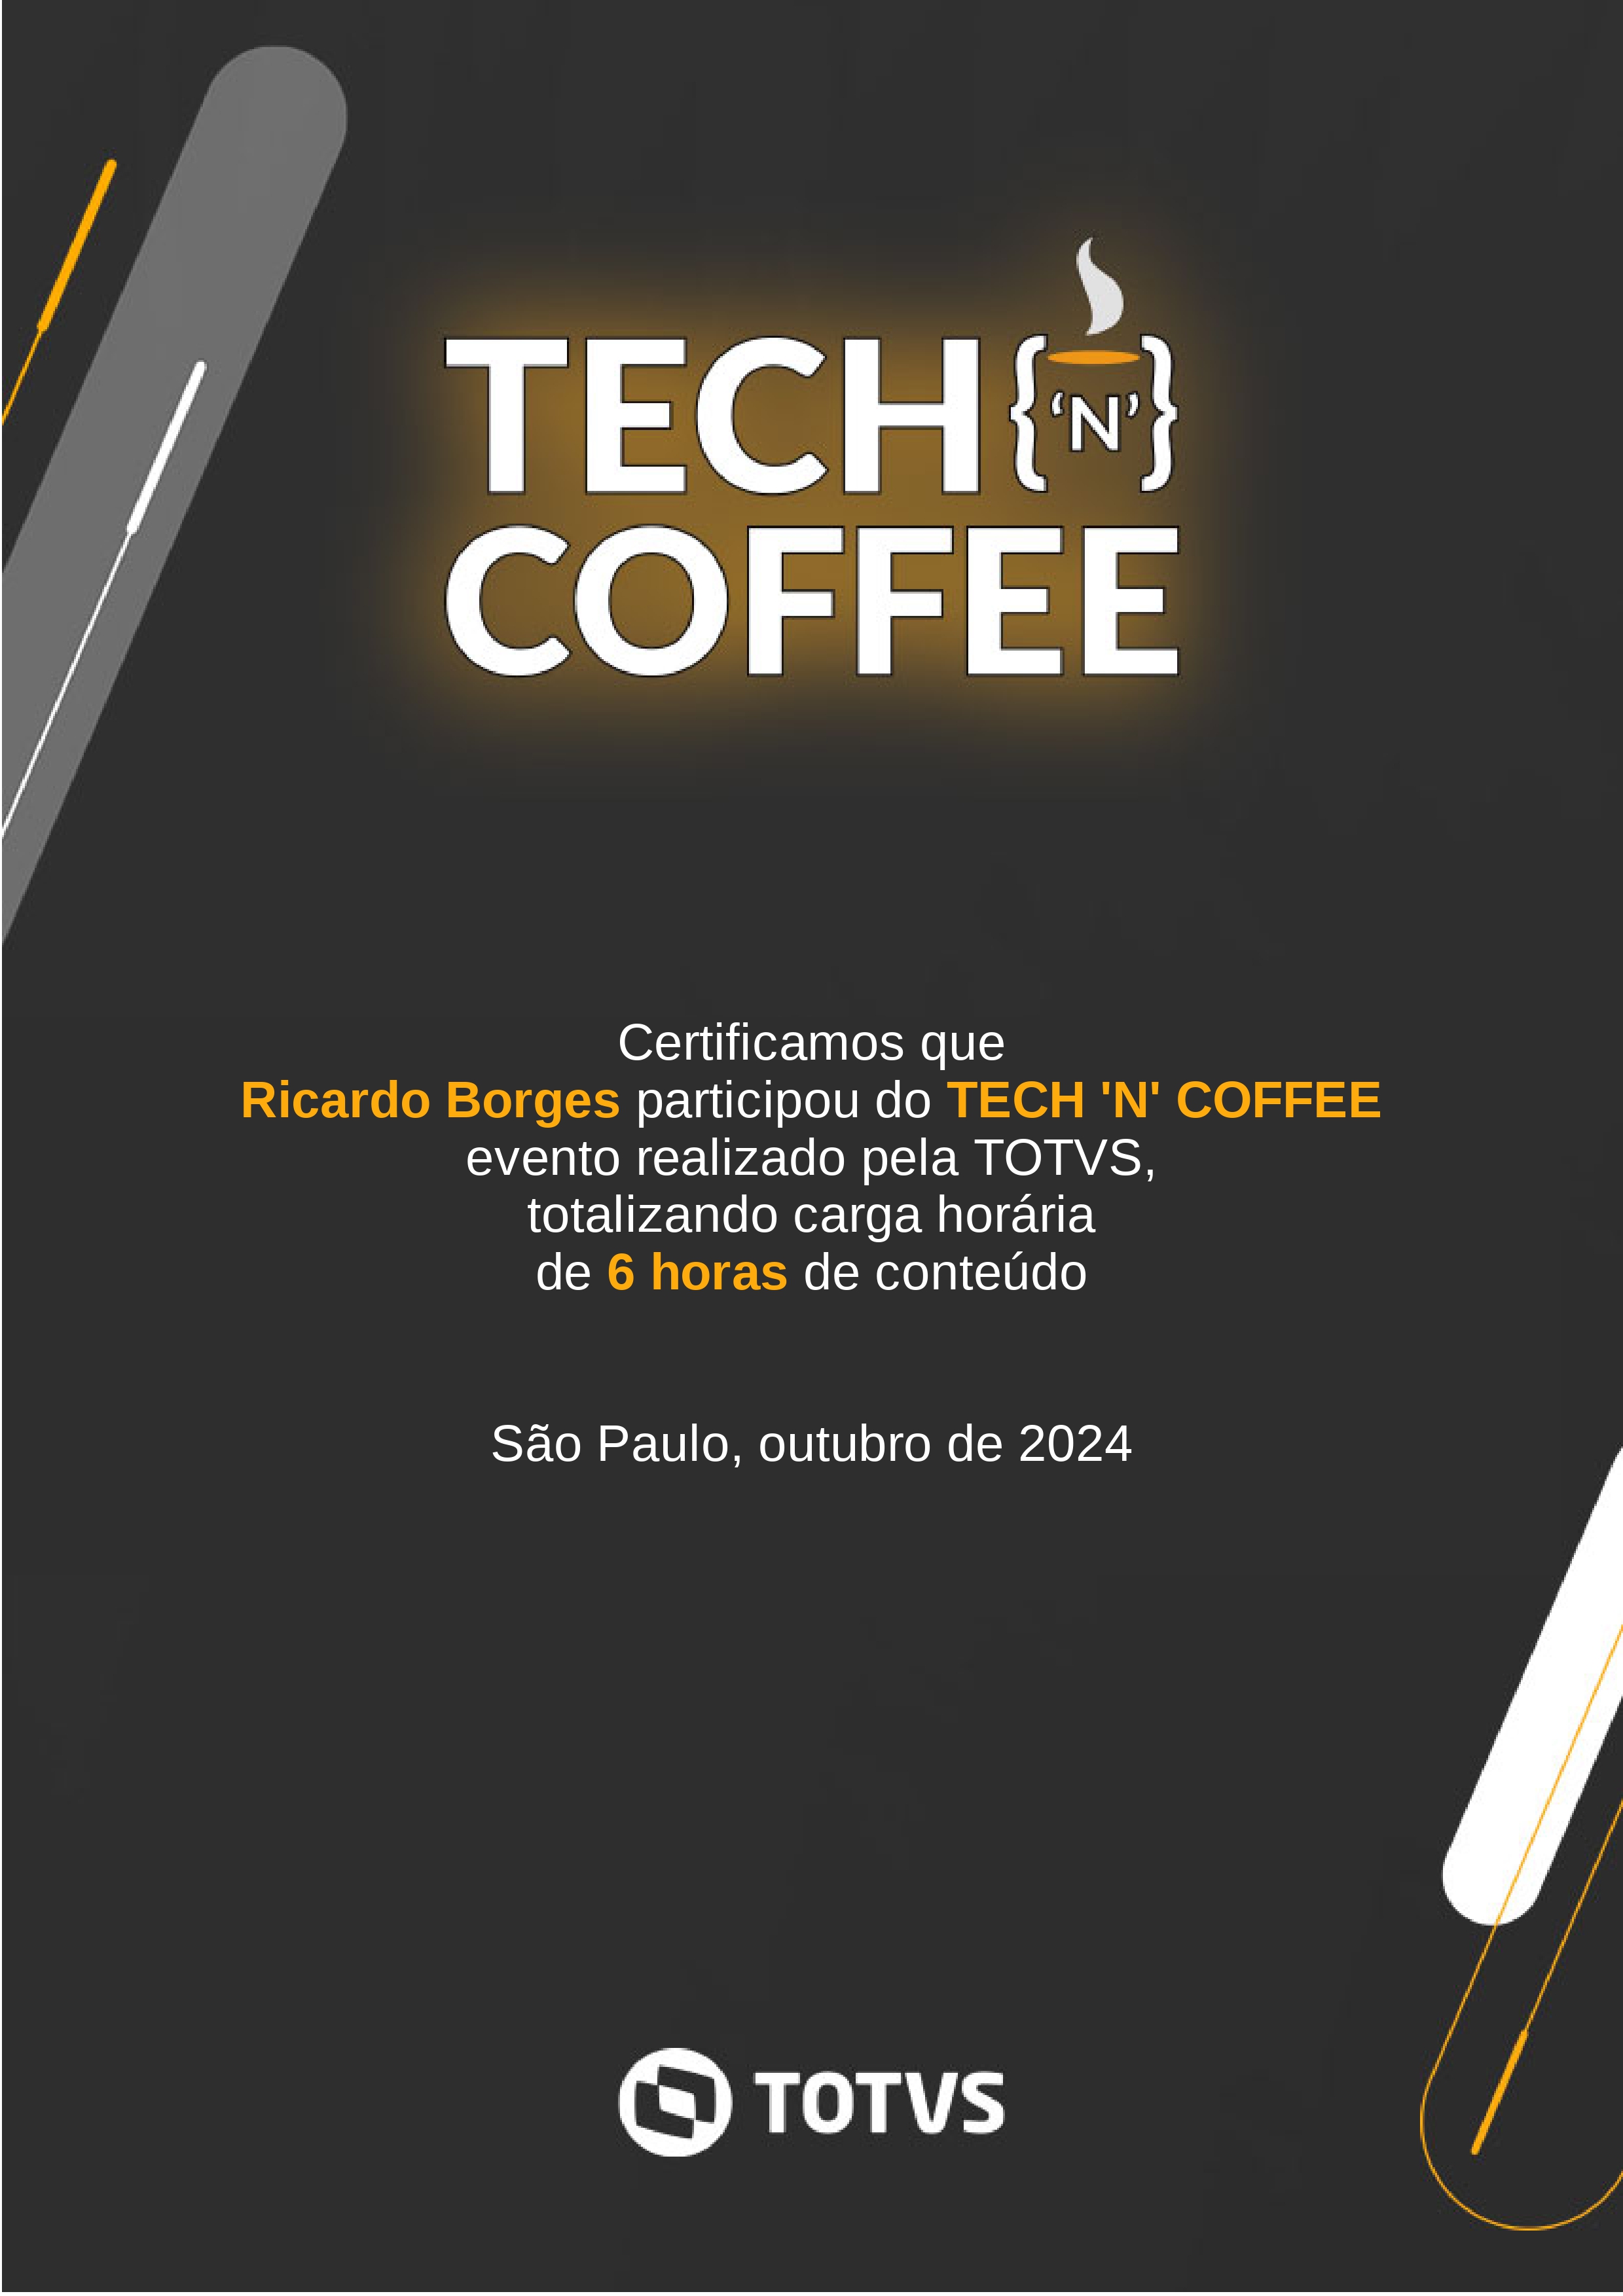 TECH {‘N’}
COFFEE
Certificamos que
Ricardo Borges participou do TECH 'N' COFFEE
evento realizado pela TOTVS,
totalizando carga horária
de 6 horas de conteúdo
São Paulo, outubro de 2024
TOTVS